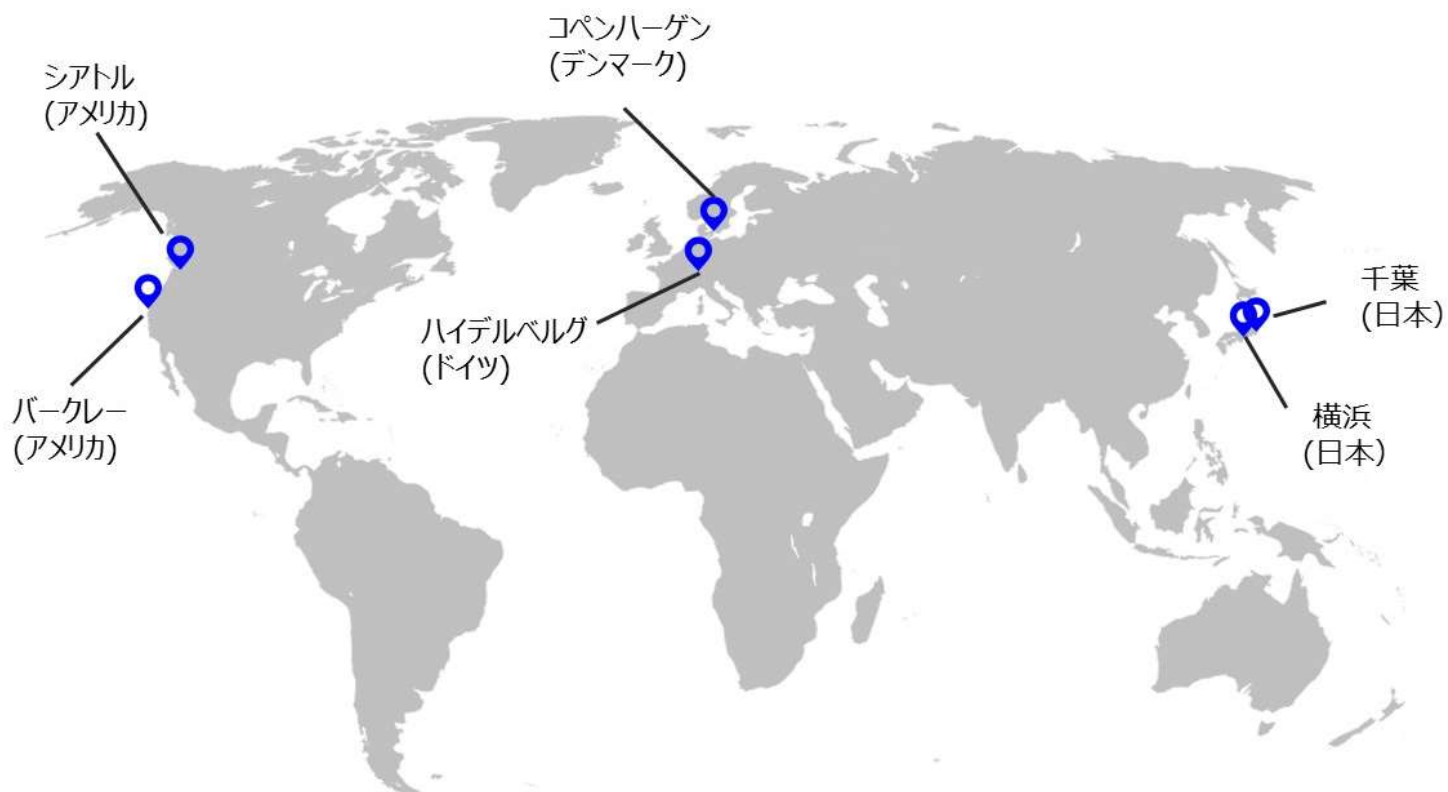 コペンハーゲン
(デンマーク)
シアトル
(アメリカ)
千葉
(日本）
ハイデルベルグ
(ドイツ)
バークレー
(アメリカ)
横浜
(日本）